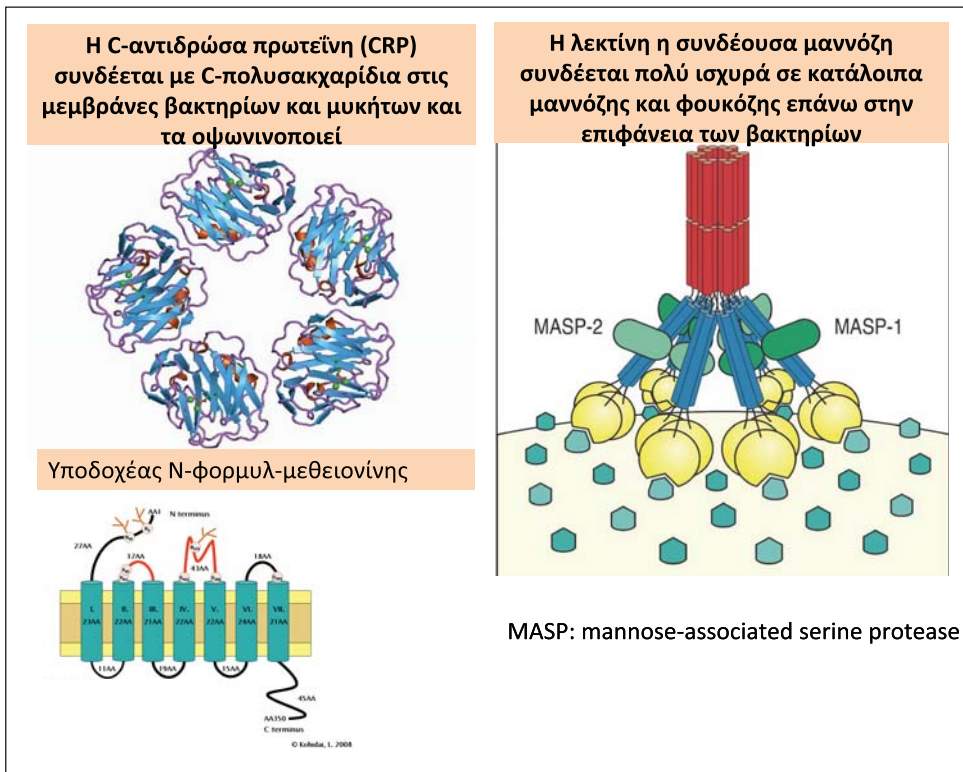 Η C-αντιδρώσα πρωτεΐνη (CRP)
συνδέεται με C-πολυσακχαρίδια στις
μεμβράνες βακτηρίων και μυκήτων και
τα οψωνινοποιεί
Η λεκτίνη η συνδέουσα μαννόζη
συνδέεται πολύ ισχυρά σε κατάλοιπα
μαννόζης και φουκόζης επάνω στην
επιφάνεια των βακτηρίων
MASP-2
MASP-1
Υποδοχέας Ν-φορμυλ-μεθειονίνης
AA1
N terminus
27AA
17AA
43AA
18AA
I.
II.
III.
IV.
V.
VI.
VII.
23AA
22AA
21AA
22AA
22AA
24AA
21AA
11AA
19AA
15AA
45AA
AA350
C terminus
© Kohidai, L. 2008
MASP: mannose-associated serine protease